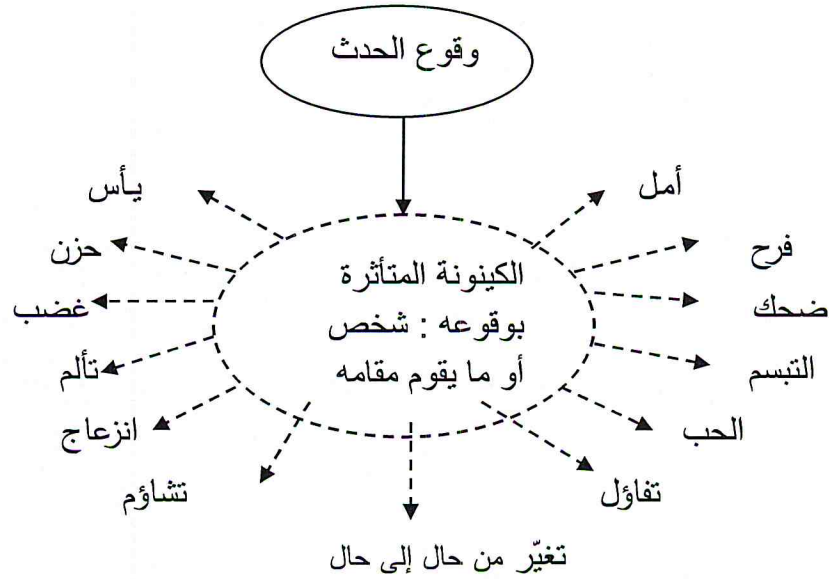 وقوع الحدث
أمل
يأس
فرح
حزن
الكينونة المتأثرة
ضحك
غضب
بوقوعه : شخص
التبسم
تألم
أو ما يقوم مقامه
الحب
انزعاج
تفاؤل
تشاؤم
تغيّر من حال إلى حال